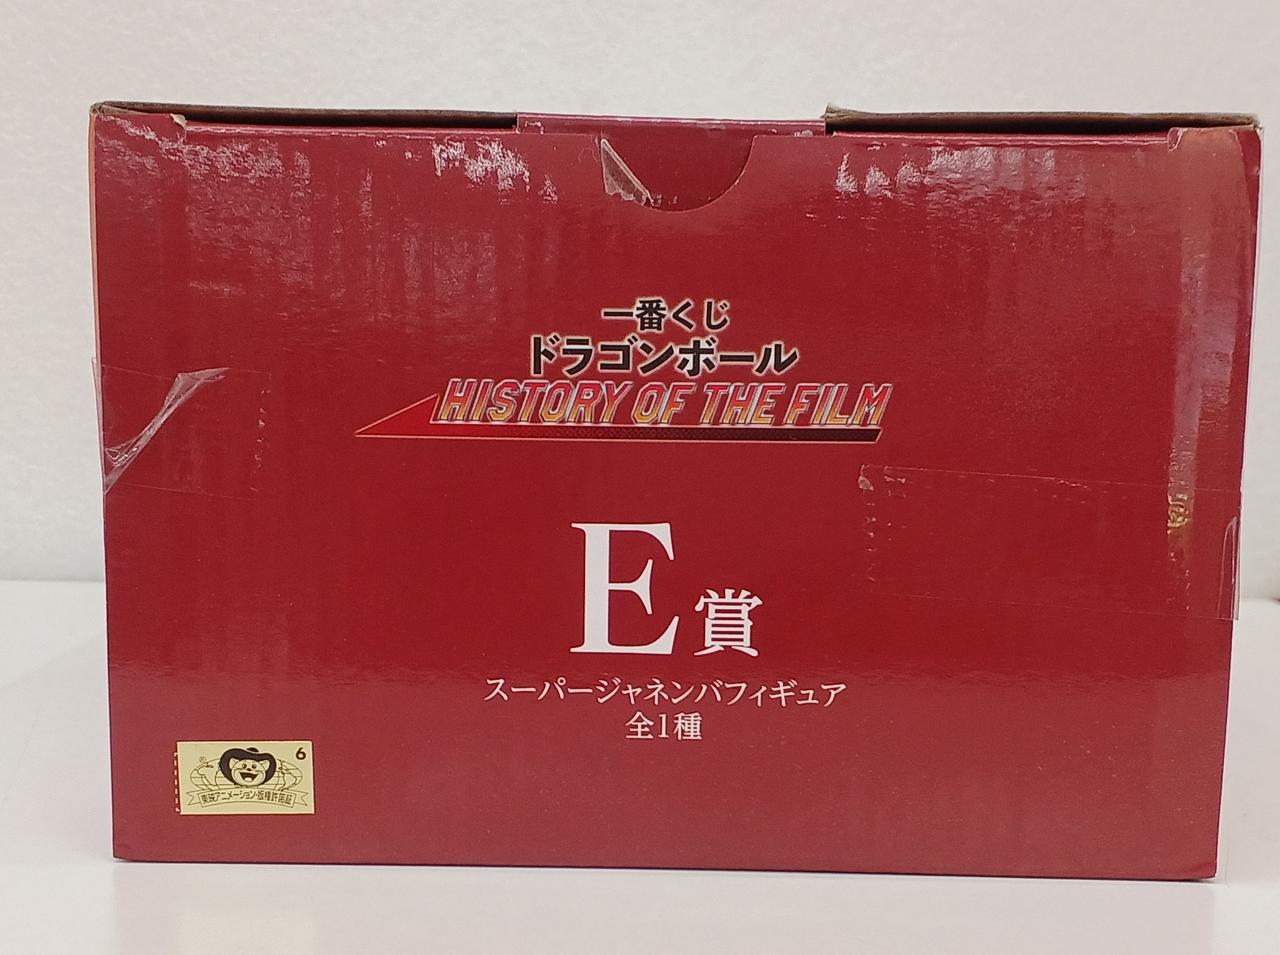 一番くじ
ドラゴンボール
HISTORY OF THE FILM
E賞
スーパージャネンバフィギュア
全1種
6
®
東映アニメーション・版権許諾証